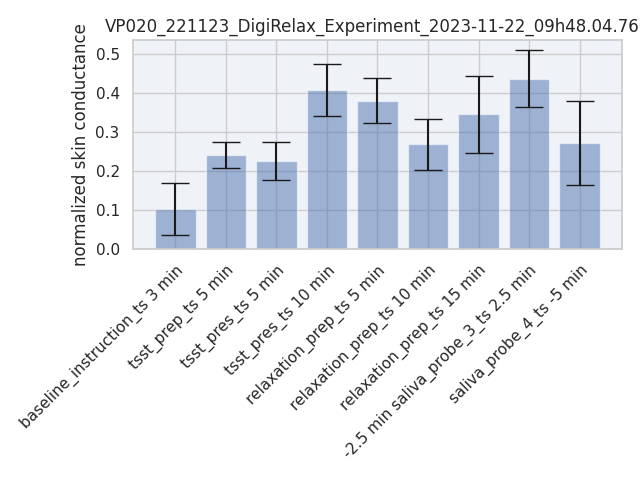 VP020_221123_DigiRelax_Experiment_2023-11-22_09h48.04.76
normalized skin conductance
0.5
0.4
0.3
0.2
0.1
0.0
baseline_instruction_ts 3 min
tsst_prep_ts 5 min
tsst_pres_ts 5 min
tsst_pres_ts 10 min
relaxation_prep_ts 5 min
relaxation_prep_ts 10 min
relaxation_prep_ts 15 min
-2.5 min saliva_probe_3_ts 2.5 min
saliva_probe_4_ts -5 min